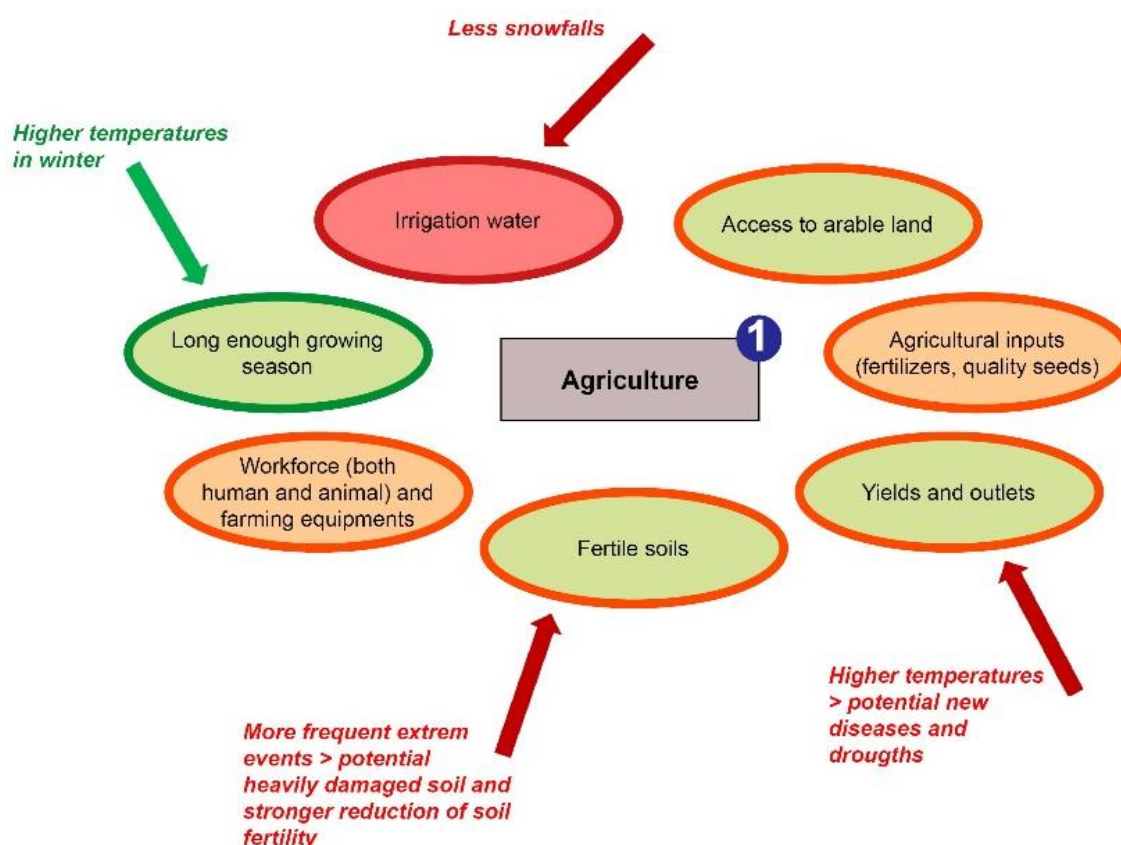 Less snowfalls
Higher temperatures
in winter
Irrigation water
Access to arable land
Long enough growing
season
1
Agriculture
Agricultural inputs
(fertilizers, quality seeds)
Workforce (both
human and animal) and
farming equipments
Yields and outlets
Fertile soils
More frequent extrem
events > potential
heavily damaged soil and
stronger reduction of soil
fertility
Higher temperatures
> potential new
diseases and
drougths